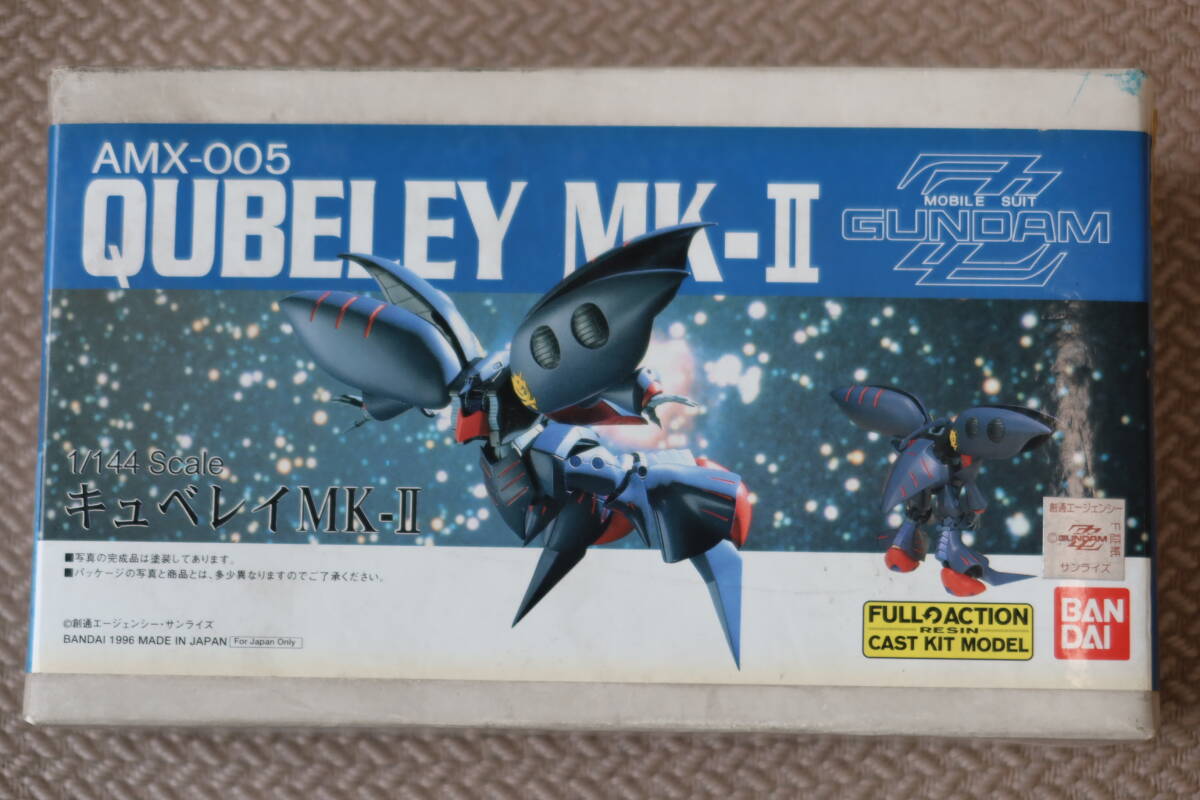 AMX-005
QUBELEY MK-II
MOBILE SUIT
GUNDAM
ZZ
1/144 Scale
キュベレイMK-II
■写真の完成品は塗装してあります。
■パッケージの写真と商品とは、多少異なりますのでご了承ください。
©創通エージェンシー・サンライズ
BANDAI 1996 MADE IN JAPAN For Japan Only
創通エージェンシー
©GUNDAM
サンライズ
FULL ACTION
RESIN
CAST KIT MODEL
BAN
DAI